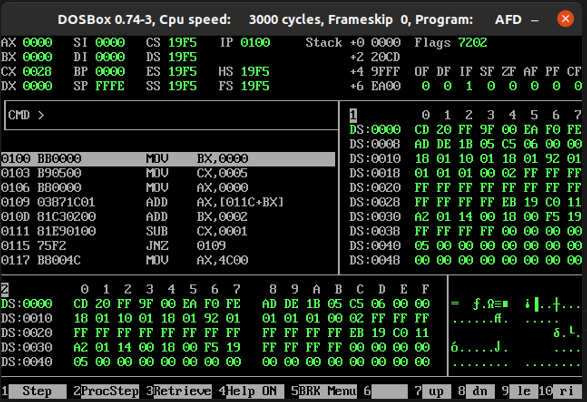 DOSBox 0.74-3, Cpu speed: 3000 cycles, Frameskip 0, Program: AFD
AX 0000 SI 0000 CS 19F5 IP 0100 Stack +0 0000 Flags 7202
BX 0000 DI 0000 DS 19F5 +2 20CD
CX 0028 BP 0000 ES 19F5 HS 19F5 +4 9FFF OF DF IF SF ZF AF PF CF
DX 0000 SP FFFE SS 19F5 FS 19F5 +6 EA00 0 0 1 0 0 0 0 0
CMD >
1 0 1 2 3 4 5 6 7
DS:0000 CD 20 FF 9F 00 EA F0 FE
DS:0008 AD DE 1B 05 C5 06 00 00
0100 BB0000 MOV BX,0000 DS:0010 18 01 10 01 18 01 92 01
0103 B90500 MOV CX,0005 DS:0018 01 01 01 00 02 FF FF FF
0106 B80000 MOV AX,0000 DS:0020 FF FF FF FF FF FF FF FF
0109 03871C01 ADD AX,[011C+BX] DS:0028 FF FF FF FF EB 19 C0 11
010D 81C30200 ADD BX,0002 DS:0030 A2 01 14 00 18 00 F5 19
0111 81E90100 SUB CX,0001 DS:0038 FF FF FF FF 00 00 00 00
0115 75F2 JNZ 0109 DS:0040 05 00 00 00 00 00 00 00
0117 B8004C MOV AX,4C00 DS:0048 00 00 00 00 00 00 00 00
2 0 1 2 3 4 5 6 7 8 9 A B C D E F
DS:0000 CD 20 FF 9F 00 EA F0 FE AD DE 1B 05 C5 06 00 00
DS:0010 18 01 10 01 18 01 92 01 01 01 01 00 02 FF FF FF
DS:0020 FF FF FF FF FF FF FF FF FF FF FF FF EB 19 C0 11
DS:0030 A2 01 14 00 18 00 F5 19 FF FF FF FF 00 00 00 00
DS:0040 05 00 00 00 00 00 00 00 00 00 00 00 00 00 00 00
1 Step 2ProcStep 3Retrieve 4Help ON 5BRK Menu 6 7 up 8 dn 9 le 10 ri